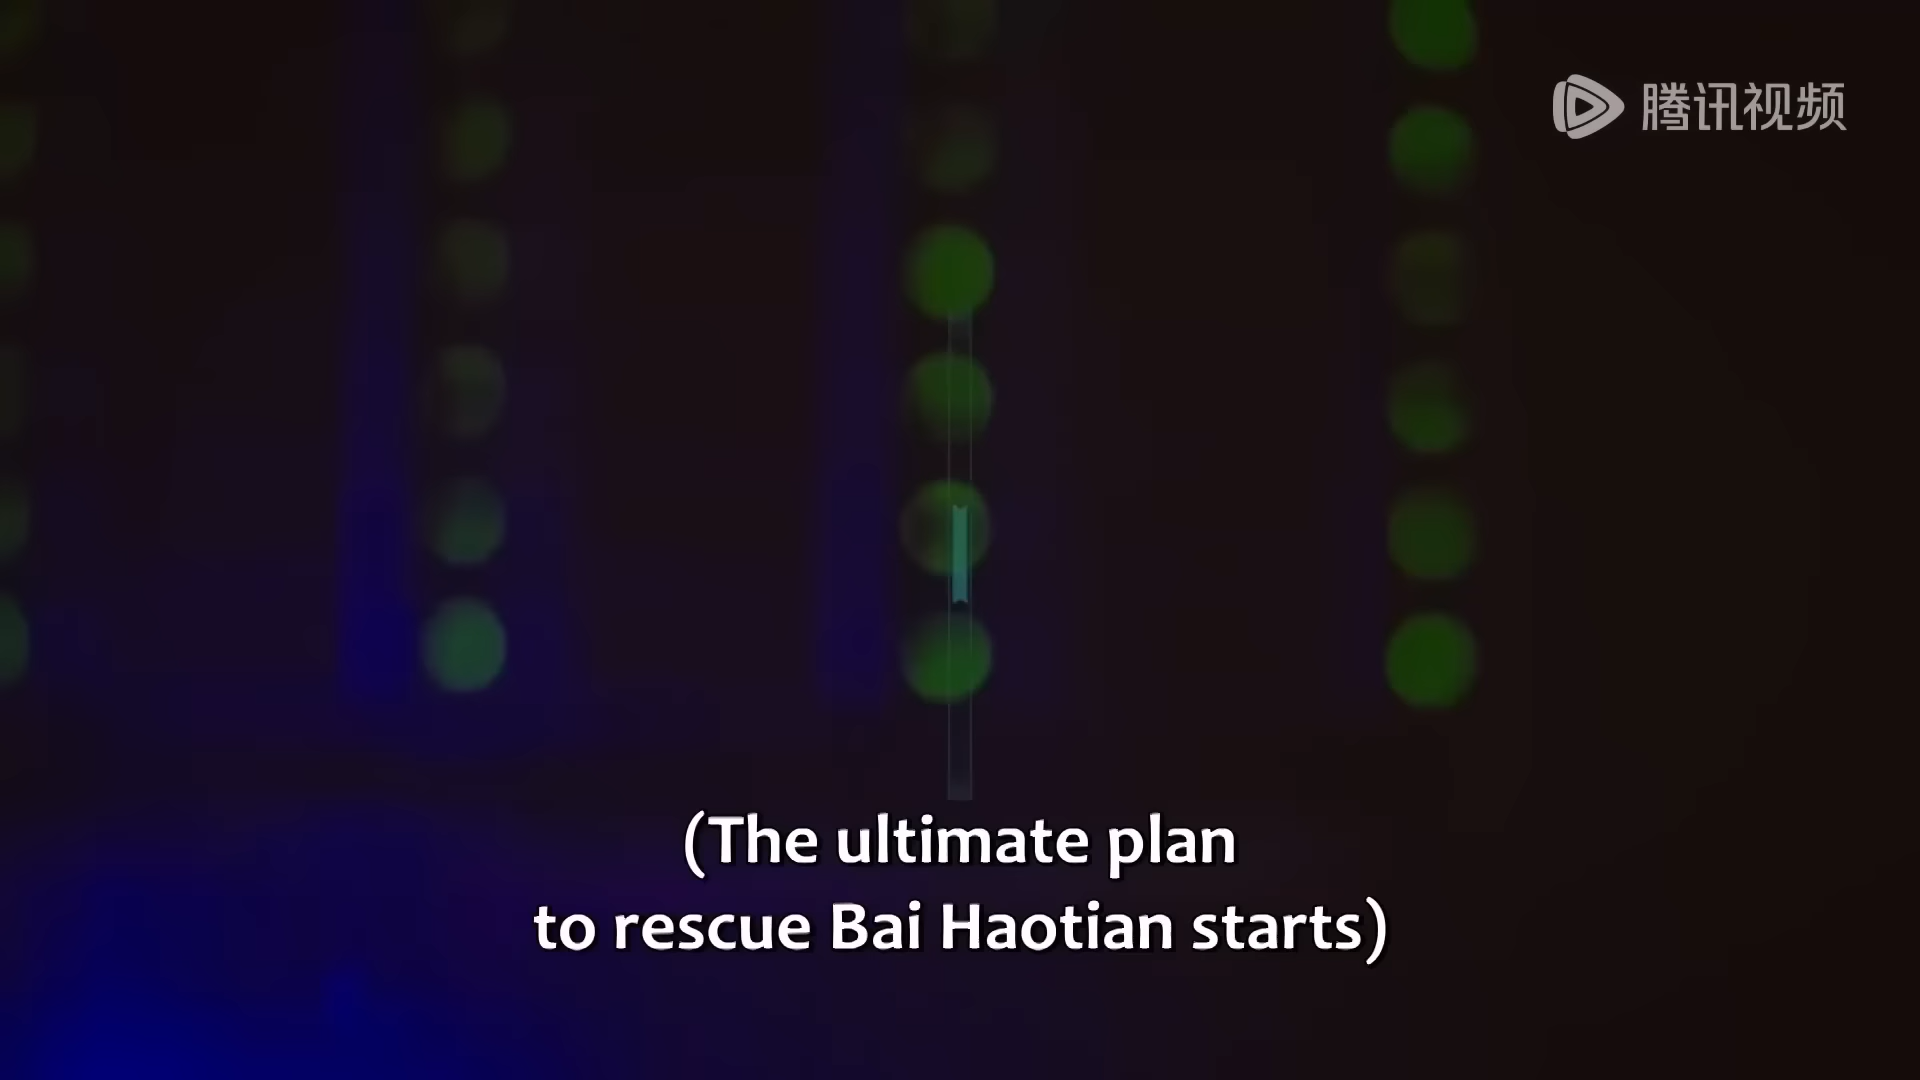 腾讯视频
(The ultimate plan
to rescue Bai Haotian starts)